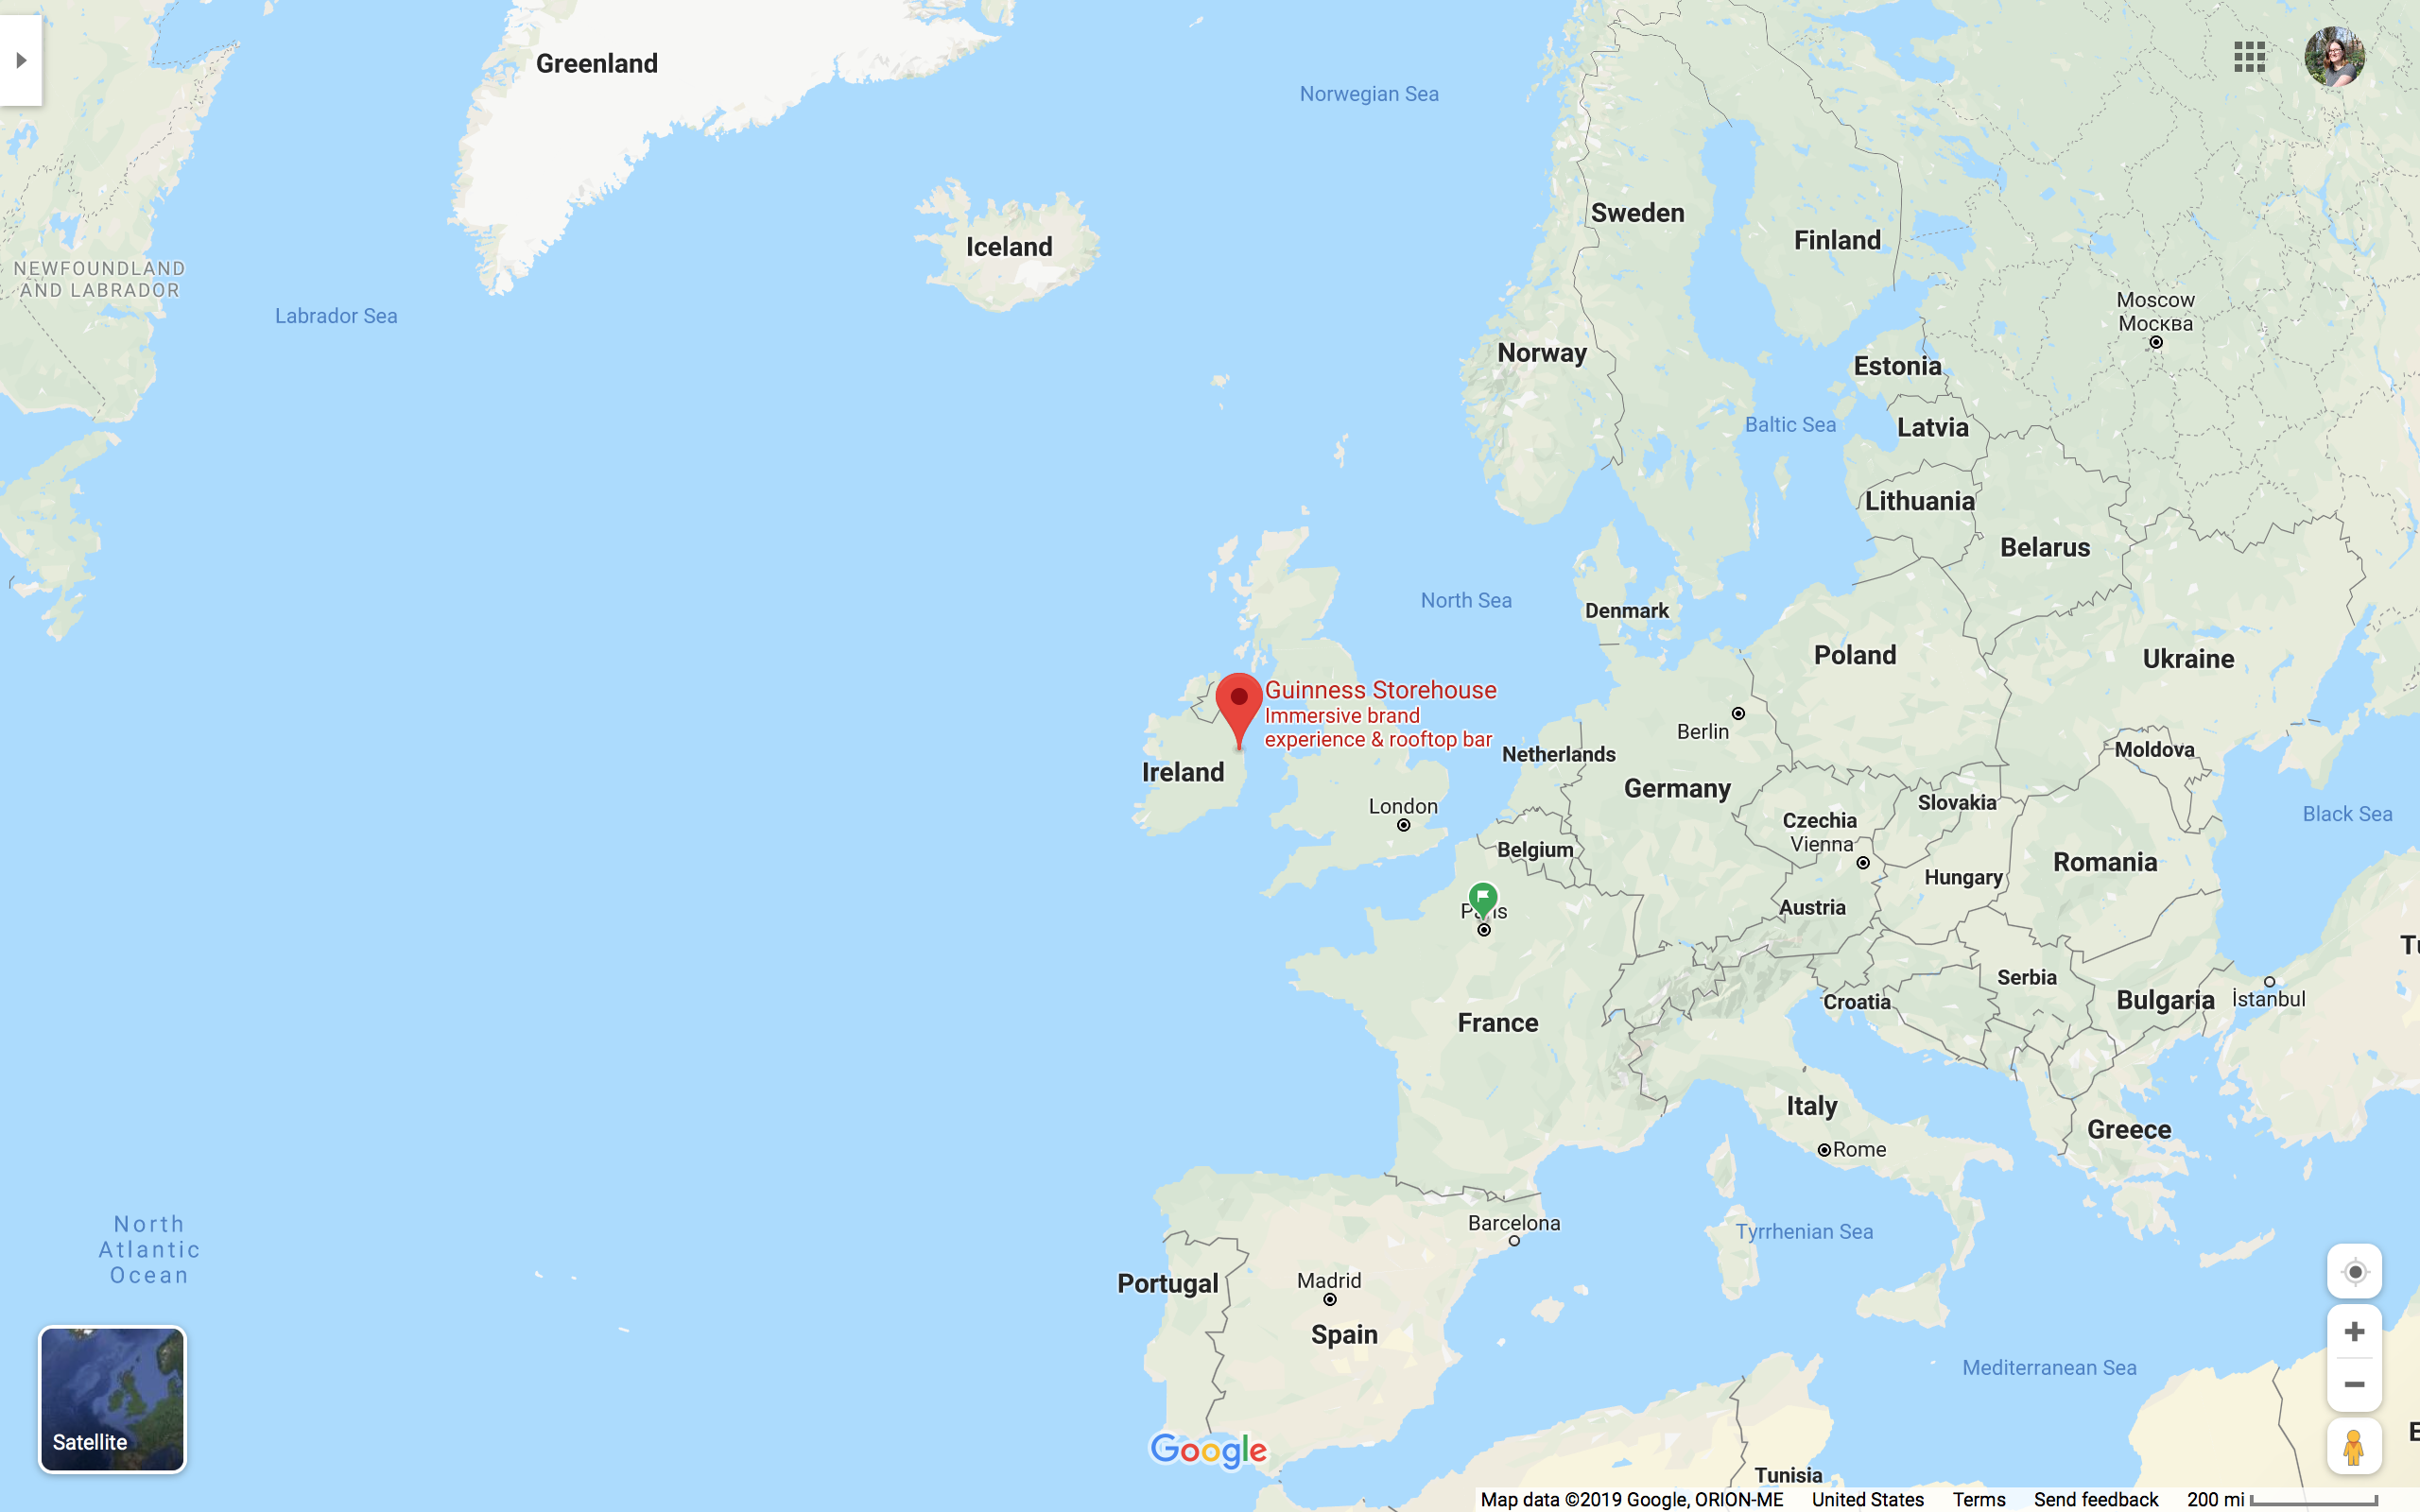 Greenland
Norwegian Sea
Sweden
Finland
Iceland
NEWFOUNDLAND
AND LABRADOR
Labrador Sea
Moscow
Москва
Norway
Estonia
Baltic Sea
Latvia
Lithuania
Belarus
North Sea
Denmark
Poland
Ukraine
Guinness Storehouse
Immersive brand
experience & rooftop bar
Berlin
Netherlands
Moldova
Ireland
Germany
London
Slovakia
Black Sea
Czechia
Vienna
Belgium
Romania
Hungary
Austria
Serbia
Croatia
Bulgaria
İstanbul
France
Italy
Greece
Rome
North
Atlantic
Ocean
Barcelona
Tyrrhenian Sea
Portugal
Madrid
Spain
Mediterranean Sea
Satellite
Google
Tunisia
Map data ©2019 Google, ORION-ME United States Terms Send feedback 200 mi